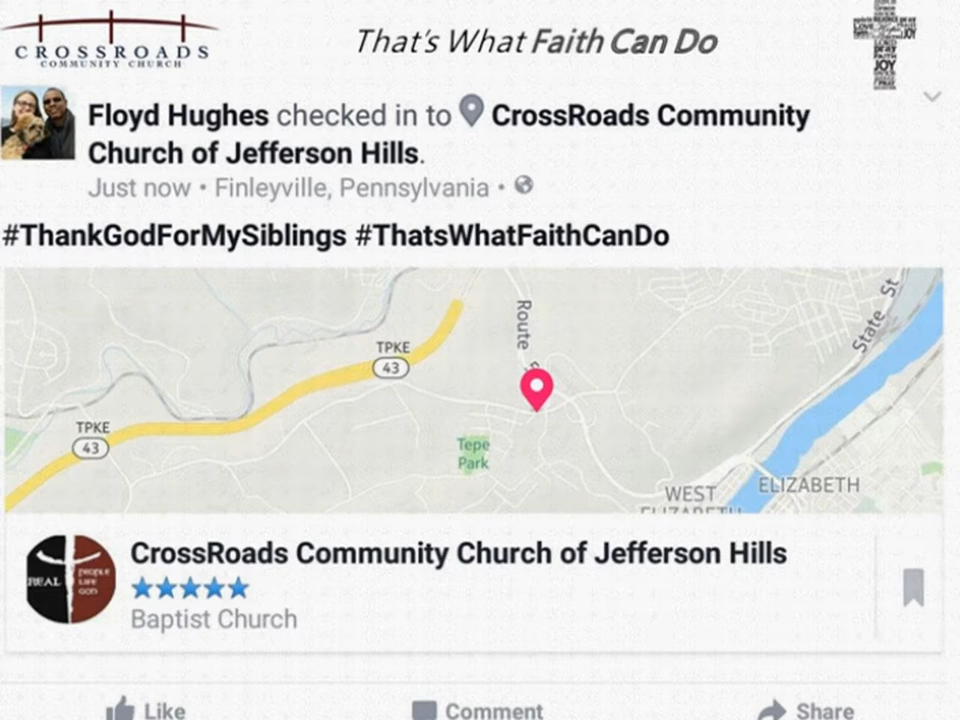 CROSSROADS
COMMUNITY CHURCH
That's What Faith Can Do
JOY
Floyd Hughes checked in to CrossRoads Community
Church of Jefferson Hills.
Just now • Finleyville, Pennsylvania •
#ThankGodForMySiblings #ThatsWhatFaithCanDo
Route
State St
TPKE
43
TPKE
43
Tepe
Park
WEST
ELIZABETH
ELIZABETH
CrossRoads Community Church of Jefferson Hills
REAL
PEOPLE
LIFE
GOD
Baptist Church
Like
Comment
Share